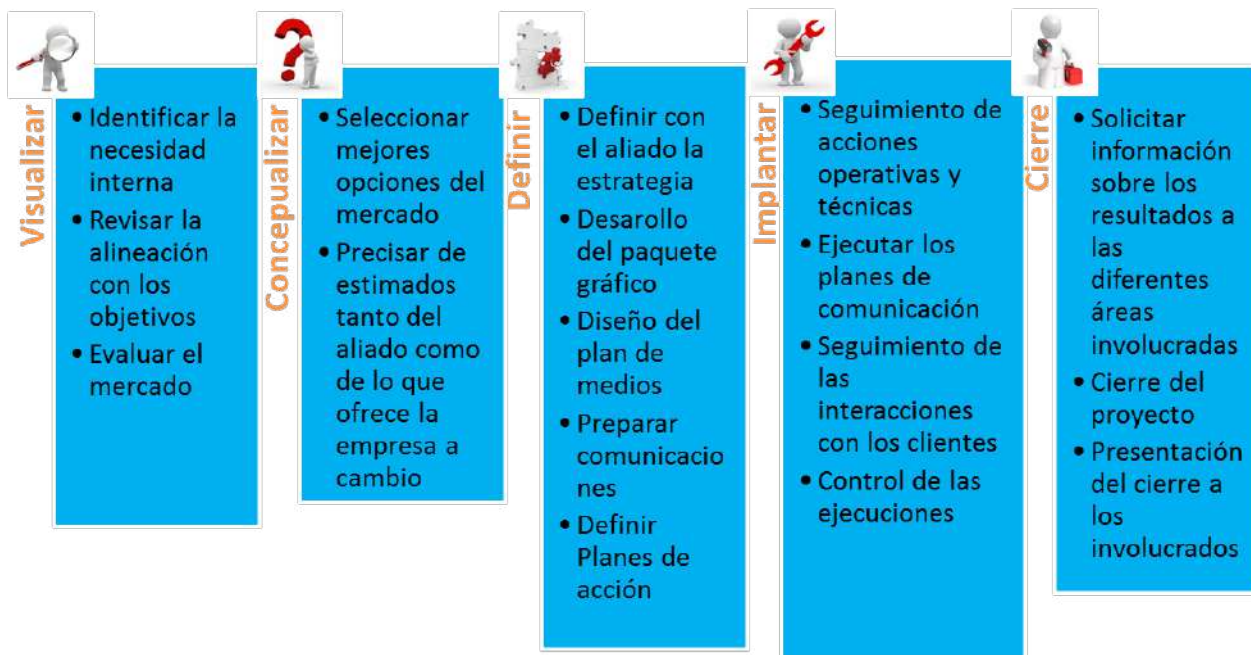 Visualizar
• Identificar la
necesidad
interna
• Revisar la
alineación
con los
objetivos
• Evaluar el
mercado
Concepualizar
• Seleccionar
mejores
opciones del
mercado
• Precisar de
estimados
tanto del
aliado como
de lo que
ofrece la
empresa a
cambio
Definir
• Definir con
el aliado la
estrategia
• Desarollo
del paquete
gráfico
• Diseño del
plan de
medios
• Preparar
comunicacio
nes
• Definir
Planes de
acción
Implantar
• Seguimiento de
acciones
operativas y
técnicas
• Ejecutar los
planes de
comunicación
• Seguimiento de
las
interacciones
con los clientes
• Control de las
ejecuciones
Cierre
• Solicitar
información
sobre los
resultados a
las
diferentes
áreas
involucradas
• Cierre del
proyecto
• Presentación
del cierre a
los
involucrados